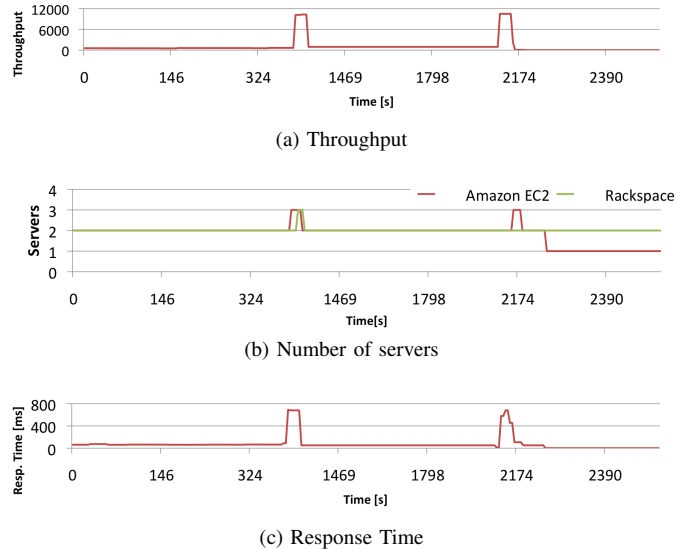 Throughput
12000
6000
0
0 146 324 1469 1798 2174 2390
Time [s]
(a) Throughput
Servers
4
Amazon EC2 Rackspace
3
2
1
0
0 146 324 1469 1798 2174 2390
Time[s]
(b) Number of servers
Resp. Time [ms]
800
400
0
0 146 324 1469 1798 2174 2390
Time [s]
(c) Response Time